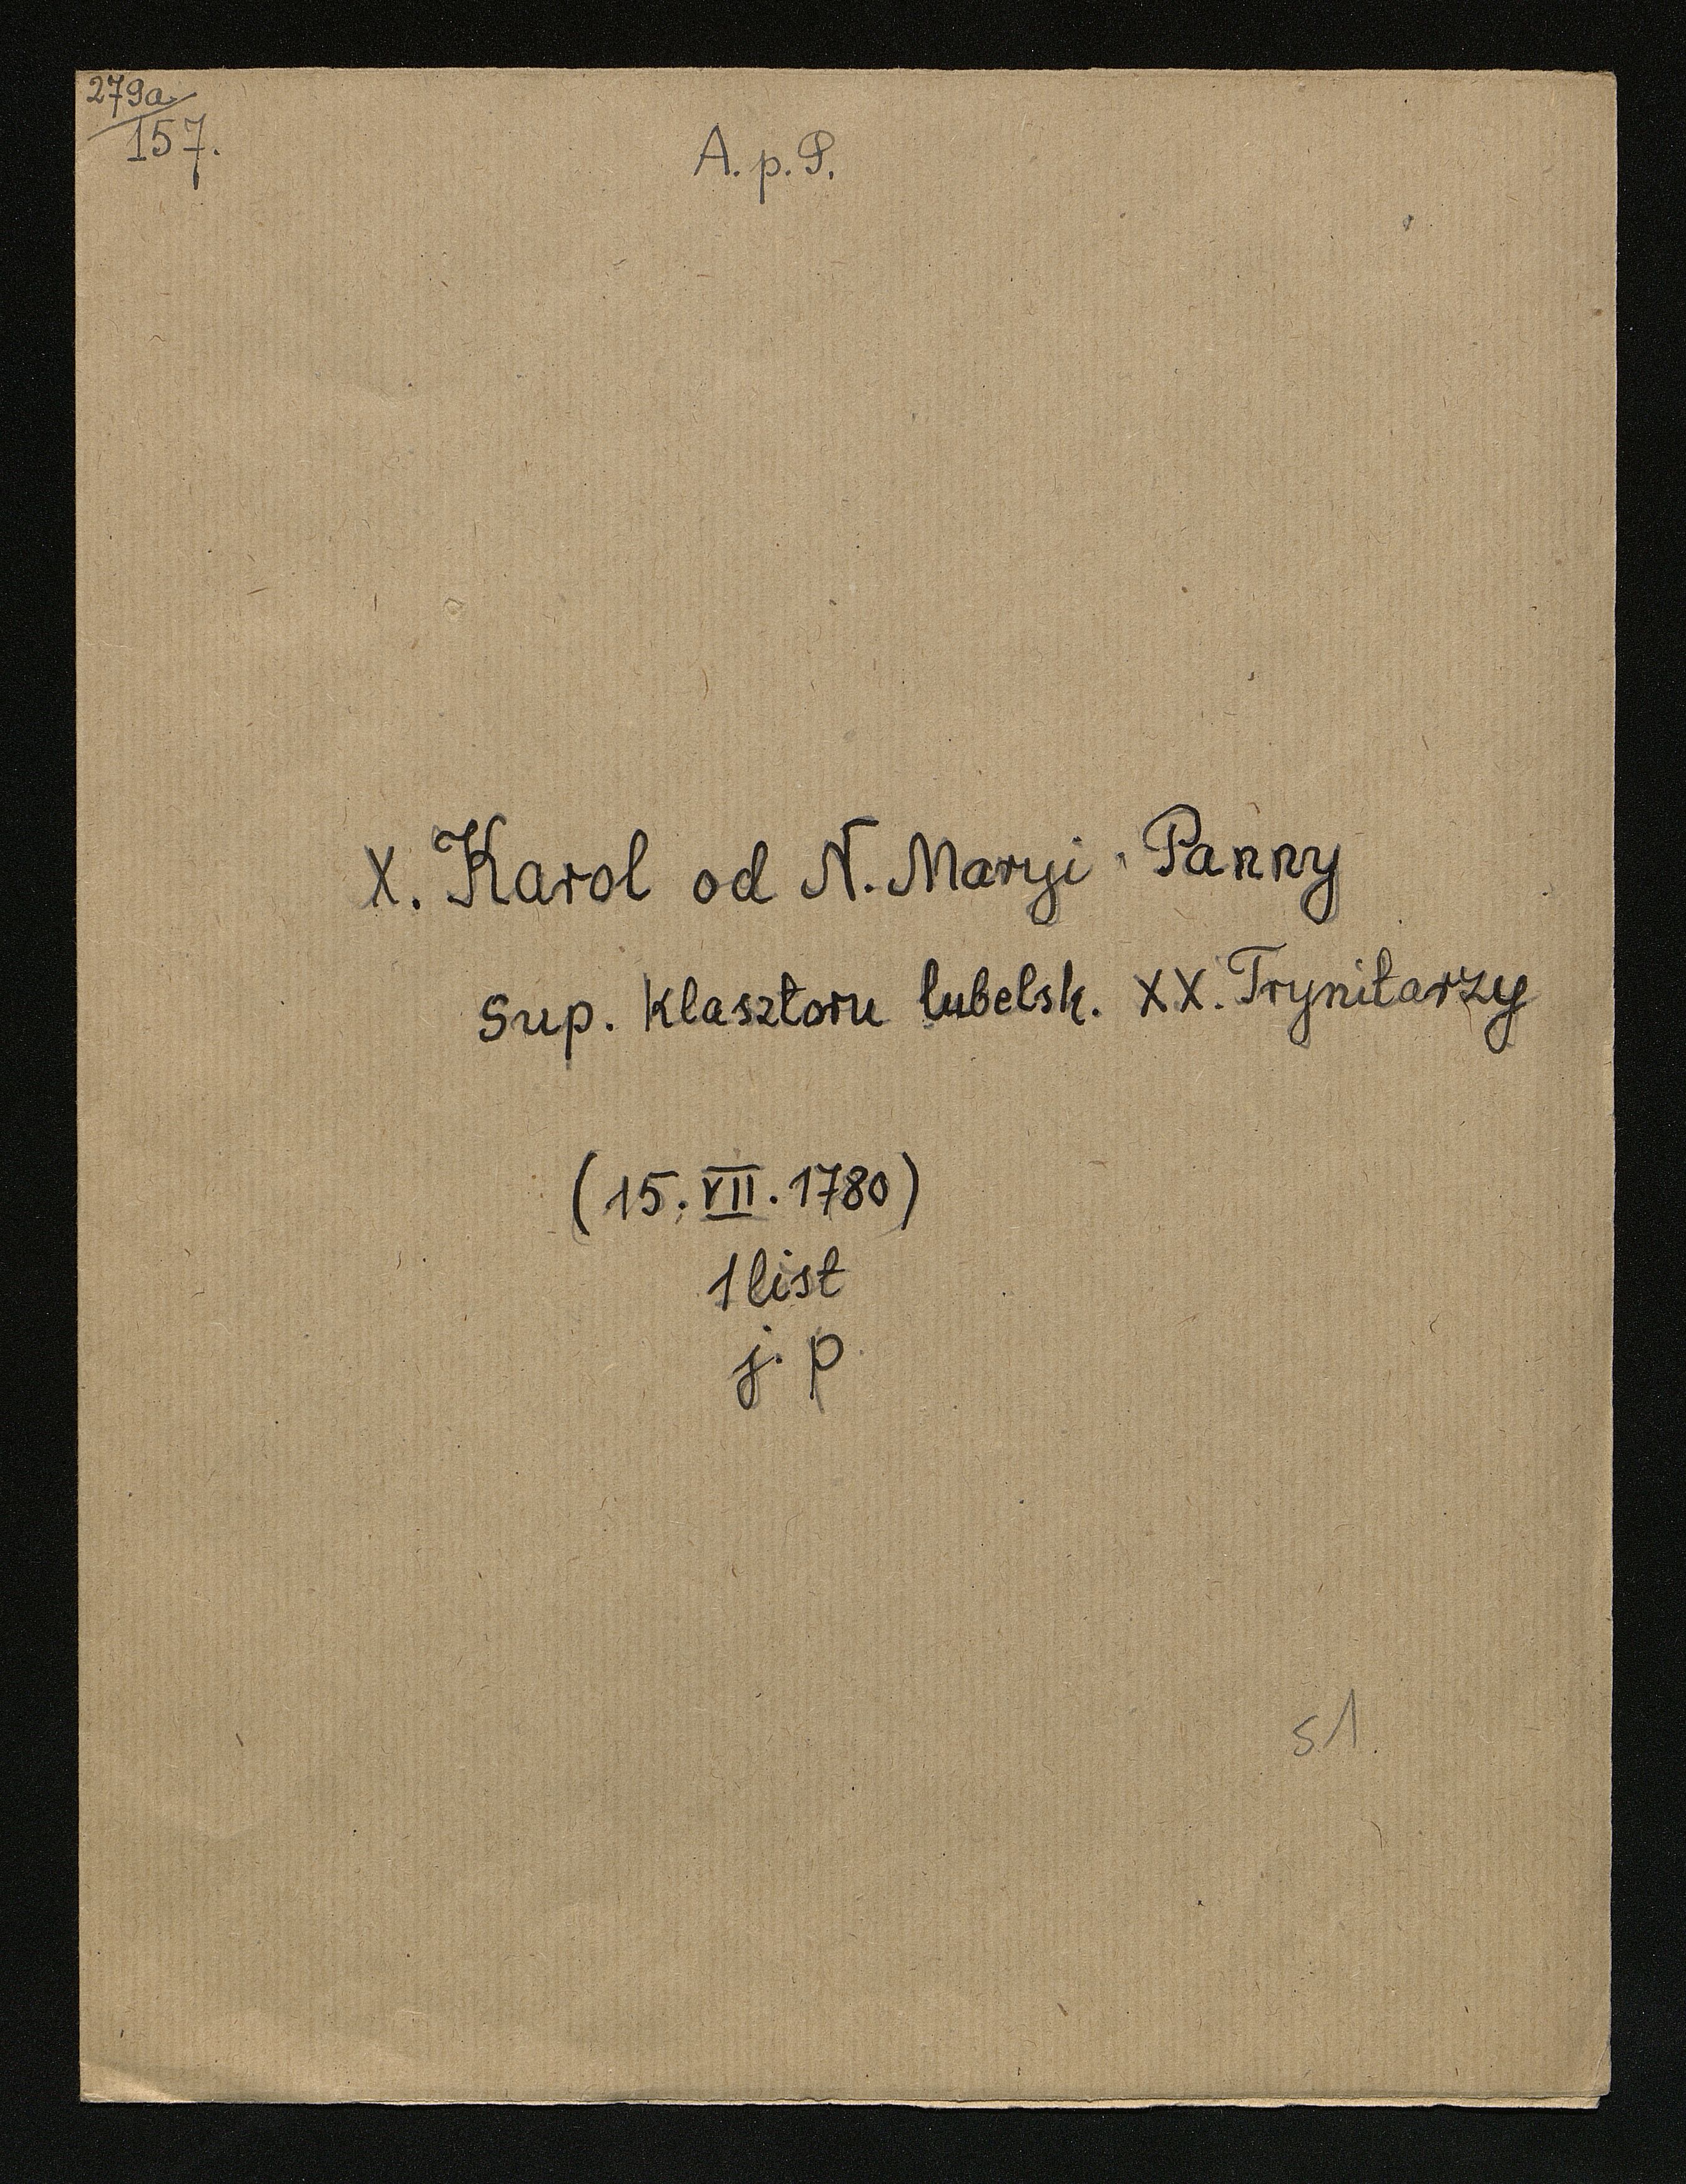 279a
157.
A. p. P.
X. Karol od N. Maryi Panny
Sup. Klasztoru lubelsk. XX. Trynitarzy
(15. VII. 1780)
1 list
j. p.
s. 1.